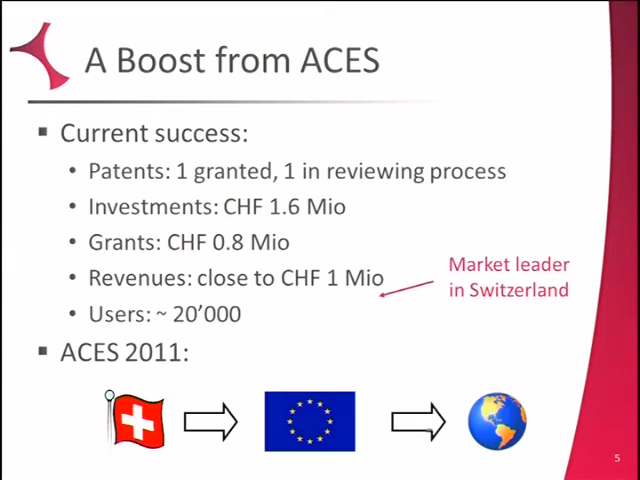 A Boost from ACES
▪ Current success:
• Patents: 1 granted, 1 in reviewing process
• Investments: CHF 1.6 Mio
• Grants: CHF 0.8 Mio
• Revenues: close to CHF 1 Mio
Market leader
in Switzerland
• Users: ~ 20’000
▪ ACES 2011:
5